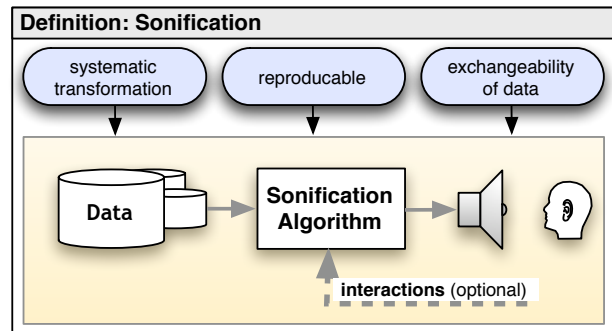 Definition: Sonification
systematic
transformation
reproducable
exchangeability
of data
Data
Sonification
Algorithm
interactions (optional)